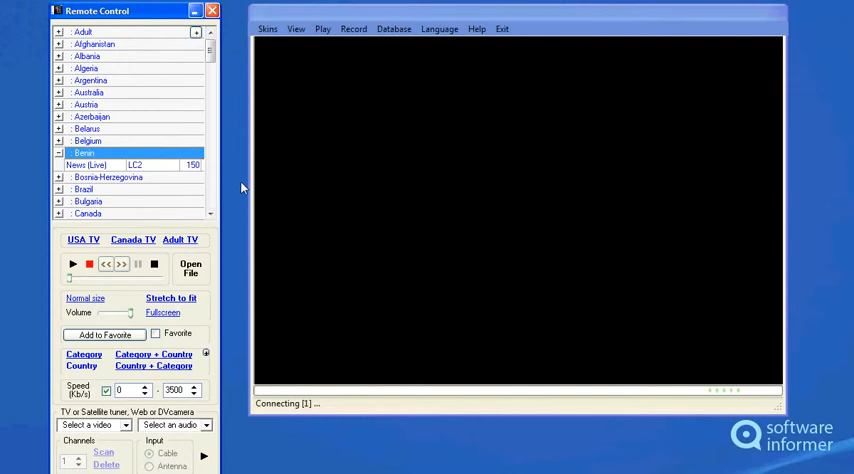 Remote Control
: Adult
: Afghanistan
: Albania
: Algeria
: Argentina
: Australia
: Austria
: Azerbaijan
: Belarus
: Belgium
: Benin
News (Live) LC2 150
: Bosnia-Herzegovina
: Brazil
: Bulgaria
: Canada
USA TV Canada TV Adult TV
<< >> Open
File
Normal size Stretch to fit
Volume Fullscreen
Add to Favorite Favorite
Category Category + Country
Country Country + Category
Speed
(Kb/s) 0 - 3500
TV or Satellite tuner, Web or DVcamera
Select a video Select an audio
Channels Input
1 Scan Cable
Delete Antenna
Skins View Play Record Database Language Help Exit
Connecting [1] ...
software
informer